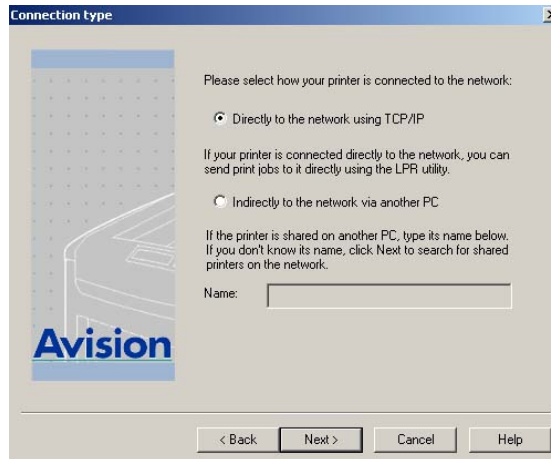 Connection type
Please select how your printer is connected to the network:
Directly to the network using TCP/IP
If your printer is connected directly to the network, you can
send print jobs to it directly using the LPR utility.
Indirectly to the network via another PC
If the printer is shared on another PC, type its name below.
If you don't know its name, click Next to search for shared
printers on the network.
Name:
Avision
< Back
Next >
Cancel
Help